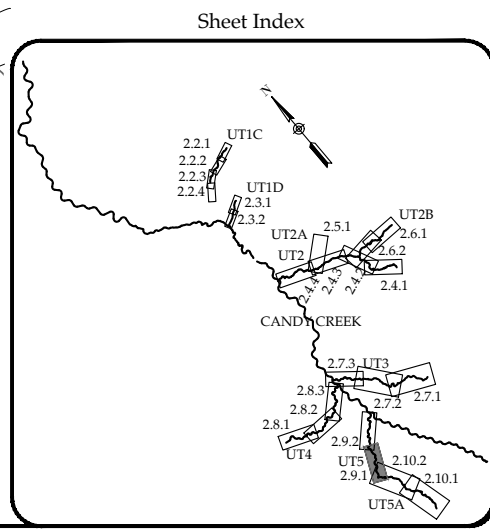 Sheet Index
N
2.2.1
UT1C
2.2.2
2.2.3
2.2.4
UT1D
2.3.1
2.3.2
UT2A
2.5.1
UT2B
2.6.1
UT2
2.6.2
2.4.4
2.4.3
2.4.2
2.4.1
CANDY CREEK
2.7.3
UT3
2.8.3
2.7.2
2.7.1
2.8.2
2.8.1
2.9.2
UT4
UT5
2.10.2
2.9.1
2.10.1
UT5A